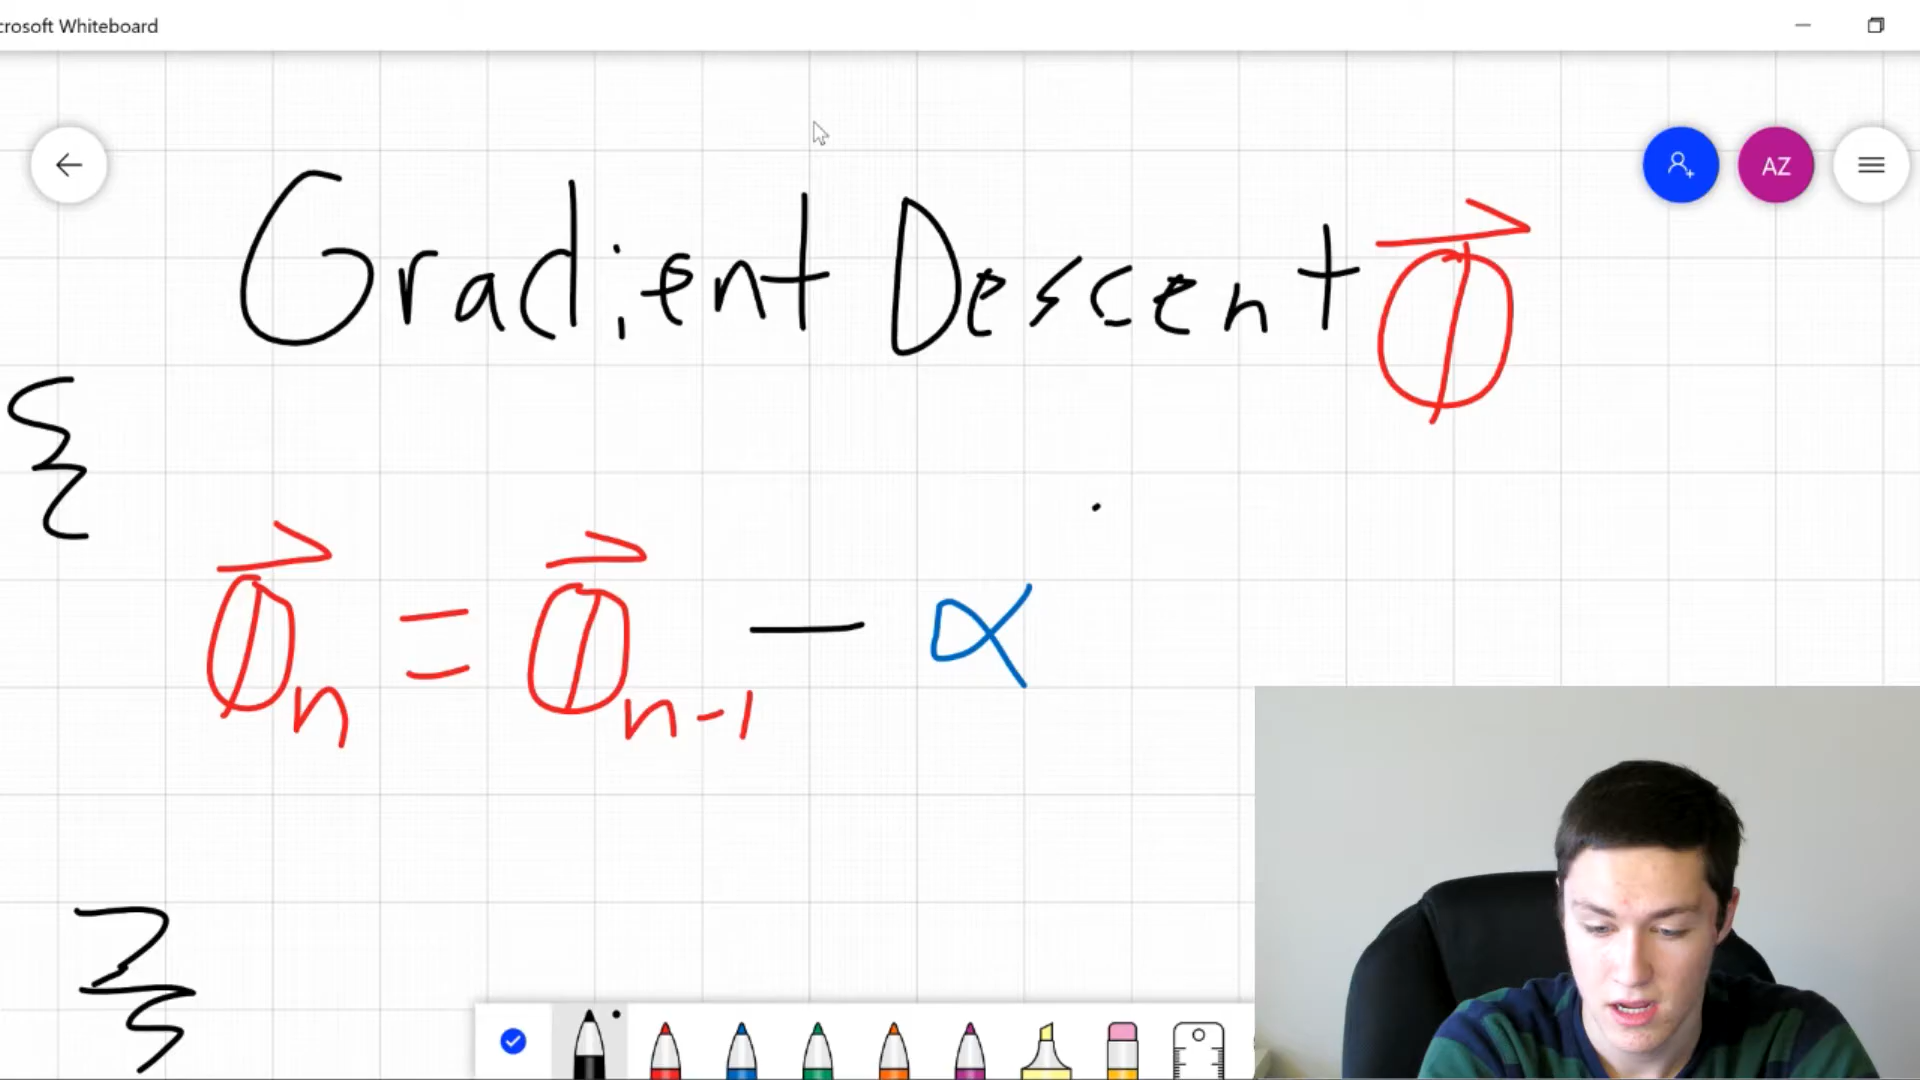 crosoft Whiteboard
AZ
Gradient Descent ∅⃗
{
∅⃗n = ∅⃗n-1 − α
}